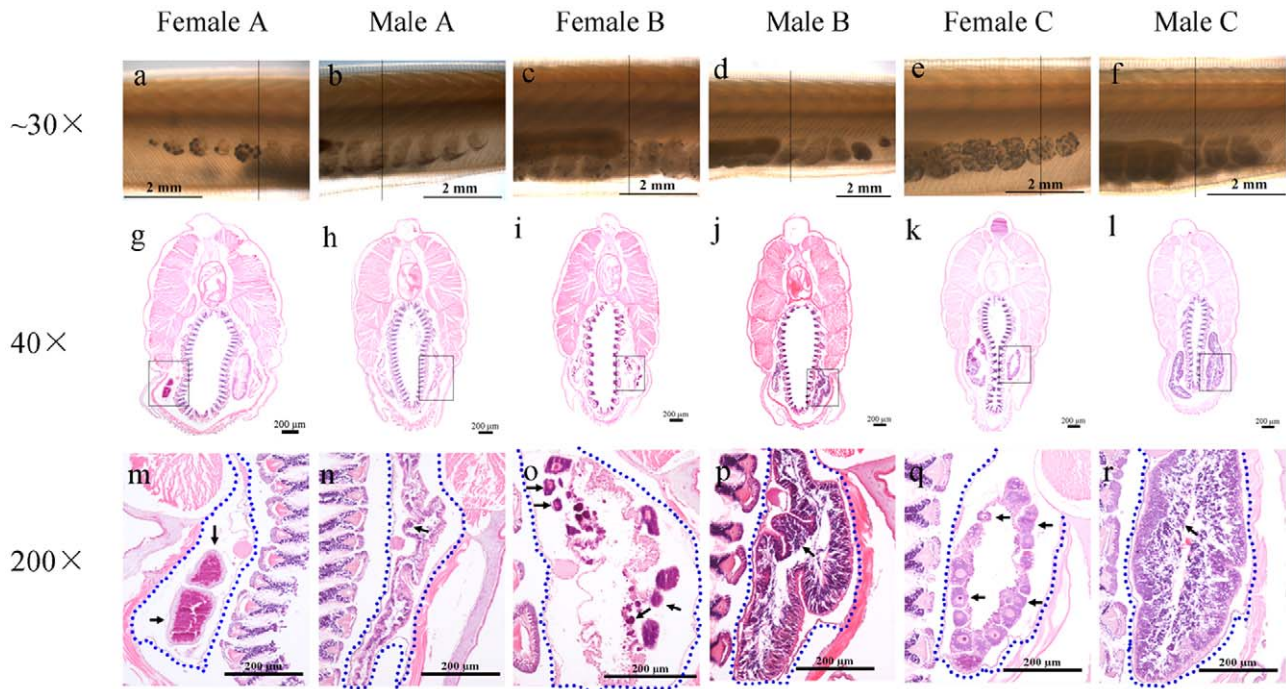 Female A Male A Female B Male B Female C Male C
~30×
a b c d e f
2 mm 2 mm 2 mm 2 mm 2 mm 2 mm
40×
g h i j k l
200 μm 200 μm 200 μm 200 μm 200 μm 200 μm
200×
m n o p q r
200 μm 200 μm 200 μm 200 μm 200 μm 200 μm